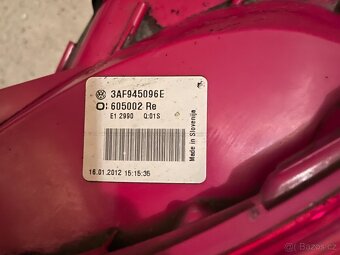 3AF945096E
O: 605002 Re
E1 2990 Q:01S
16.01.2012 15:15:36
Made in Slovenija
Bazos.cz